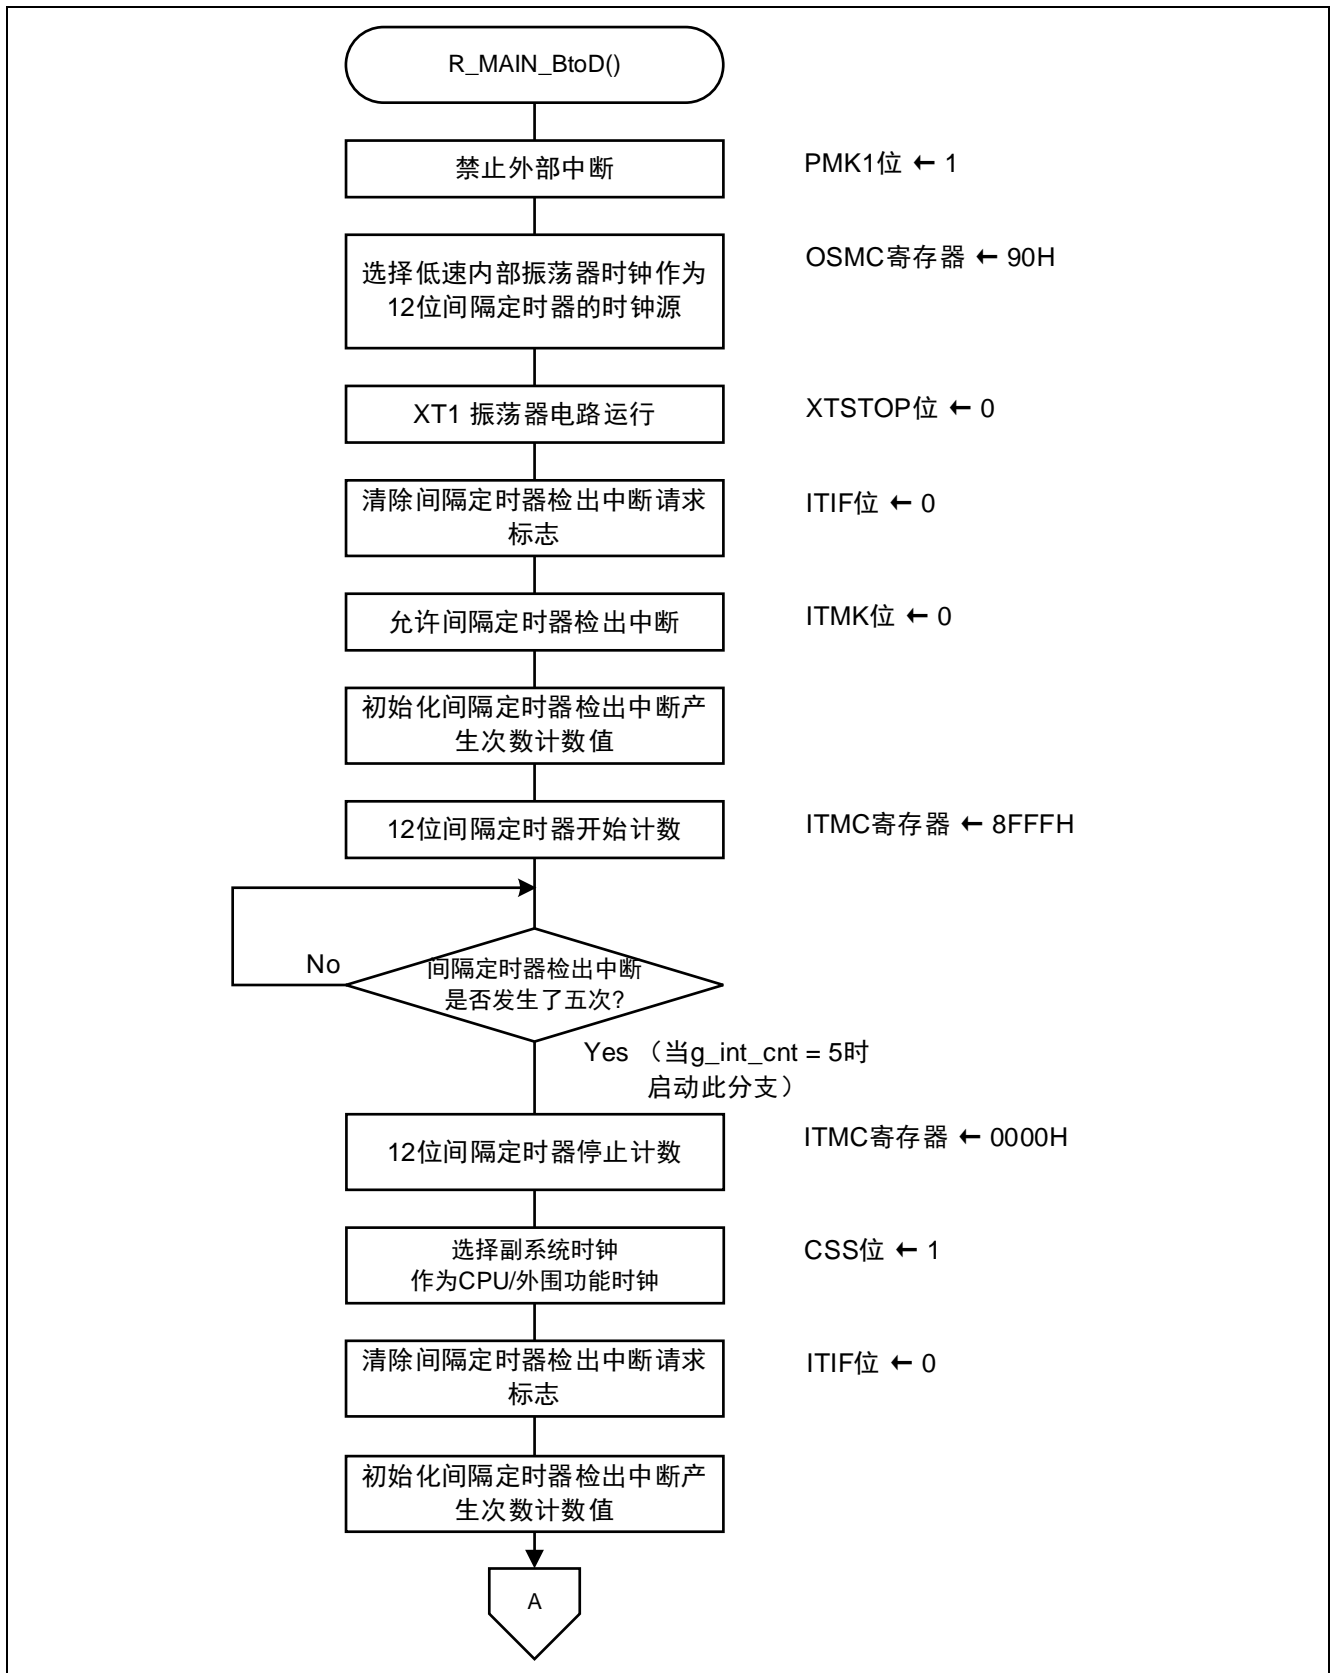 R_MAIN_BtoD()
禁止外部中断
PMK1位 ← 1
选择低速内部振荡器时钟作为
12位间隔定时器的时钟源
OSMC寄存器 ← 90H
XT1 振荡器电路运行
XTSTOP位 ← 0
清除间隔定时器检出中断请求
标志
ITIF位 ← 0
允许间隔定时器检出中断
ITMK位 ← 0
初始化间隔定时器检出中断产
生次数计数值
12位间隔定时器开始计数
ITMC寄存器 ← 8FFFH
No
间隔定时器检出中断
是否发生了五次?
Yes （当g_int_cnt = 5时
启动此分支）
12位间隔定时器停止计数
ITMC寄存器 ← 0000H
选择副系统时钟
作为CPU/外围功能时钟
CSS位 ← 1
清除间隔定时器检出中断请求
标志
ITIF位 ← 0
初始化间隔定时器检出中断产
生次数计数值
A